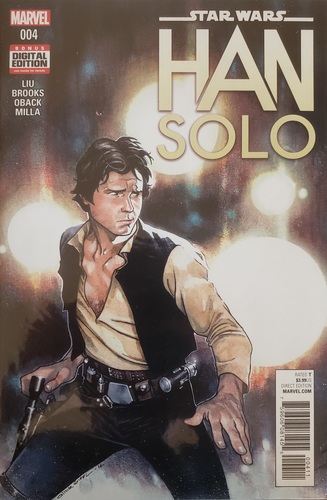 MARVEL
004
BONUS
DIGITAL
EDITION
LIU
BROOKS
OBACK
MILLA
STAR WARS
HAN
SOLO
RATED T
$3.99 US
DIRECT EDITION
MARVEL.COM
00411